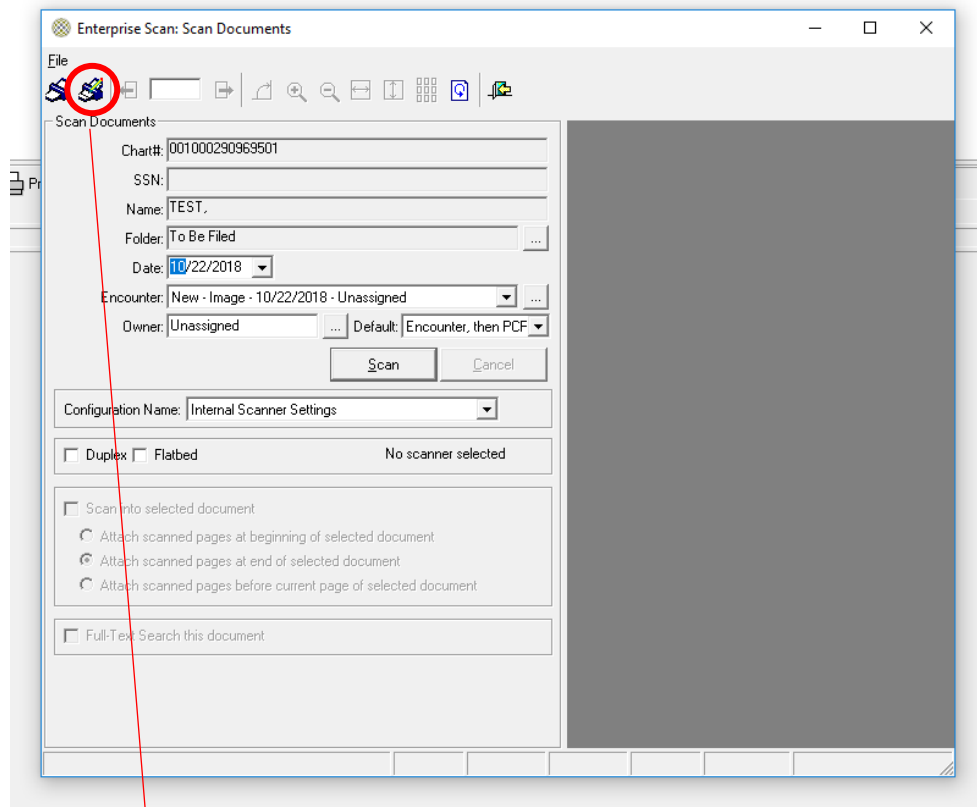 Enterprise Scan: Scan Documents
File
Scan Documents
Chart#: 001000290969501
Pr
SSN:
Name: TEST,
Folder: To Be Filed ...
Date: 10/22/2018
Encounter: New - Image - 10/22/2018 - Unassigned ...
Owner: Unassigned ... Default: Encounter, then PCF
Scan Cancel
Configuration Name: Internal Scanner Settings
Duplex Flatbed No scanner selected
Scan into selected document
Attach scanned pages at beginning of selected document
Attach scanned pages at end of selected document
Attach scanned pages before current page of selected document
Full-Text Search this document